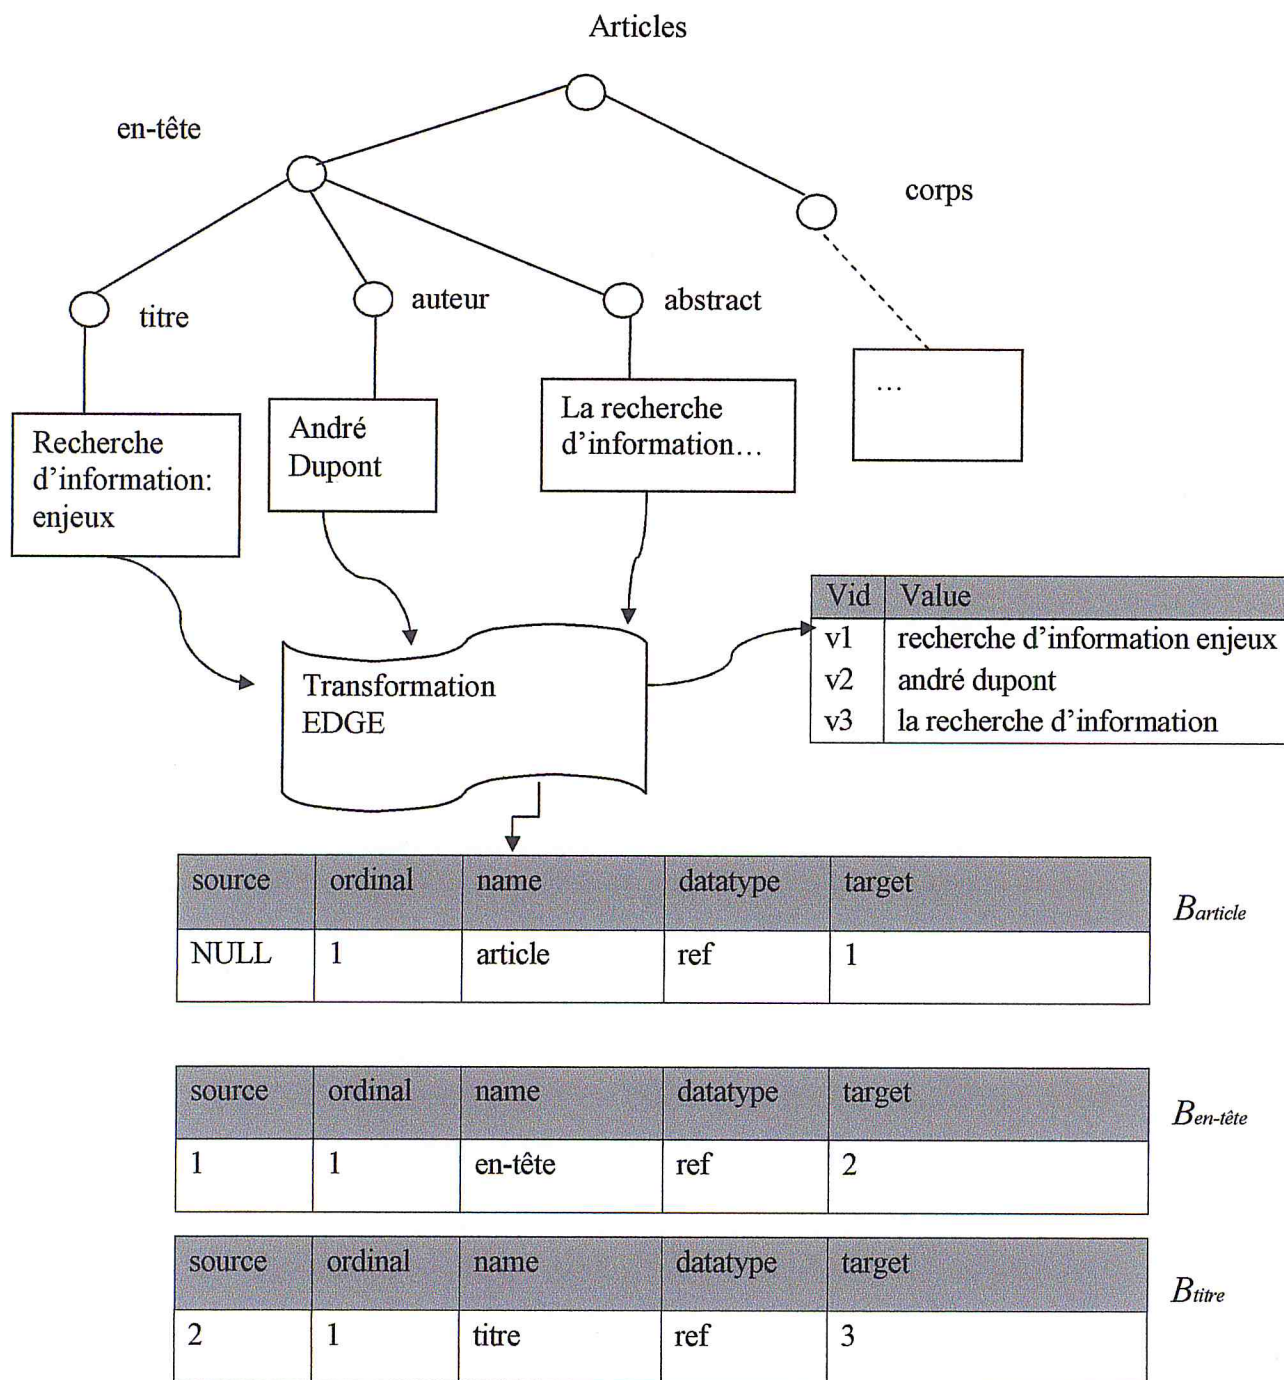 Articles
en-tête
corps
titre
auteur
abstract
Recherche
d’information:
enjeux
André
Dupont
La recherche
d’information…
…
Transformation
EDGE
Vid Value
v1 recherche d’information enjeux
v2 andré dupont
v3 la recherche d’information
source ordinal name datatype target
NULL 1 article ref 1
Barticle
source ordinal name datatype target
1 1 en-tête ref 2
Ben-tête
source ordinal name datatype target
2 1 titre ref 3
Btitre